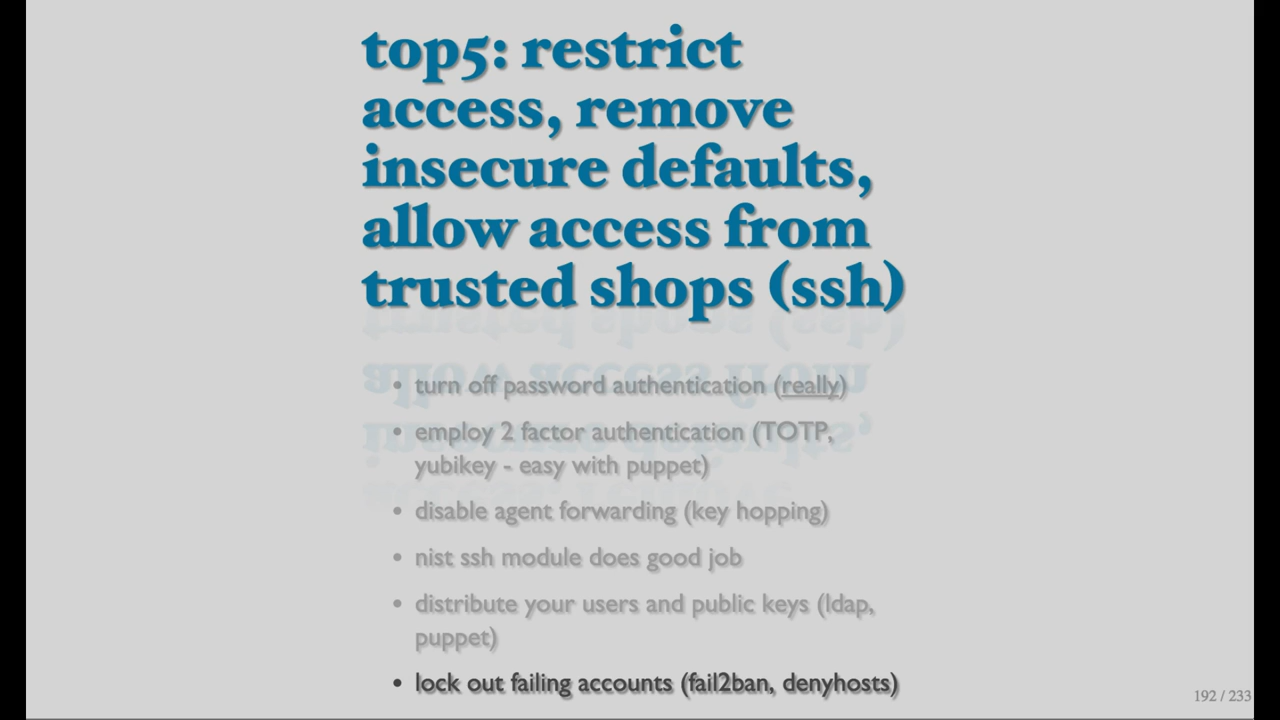 top5: restrict
access, remove
insecure defaults,
allow access from
trusted shops (ssh)
• turn off password authentication (really)
• employ 2 factor authentication (TOTP,
yubikey - easy with puppet)
• disable agent forwarding (key hopping)
• nist ssh module does good job
• distribute your users and public keys (ldap,
puppet)
• lock out failing accounts (fail2ban, denyhosts)
192 / 233